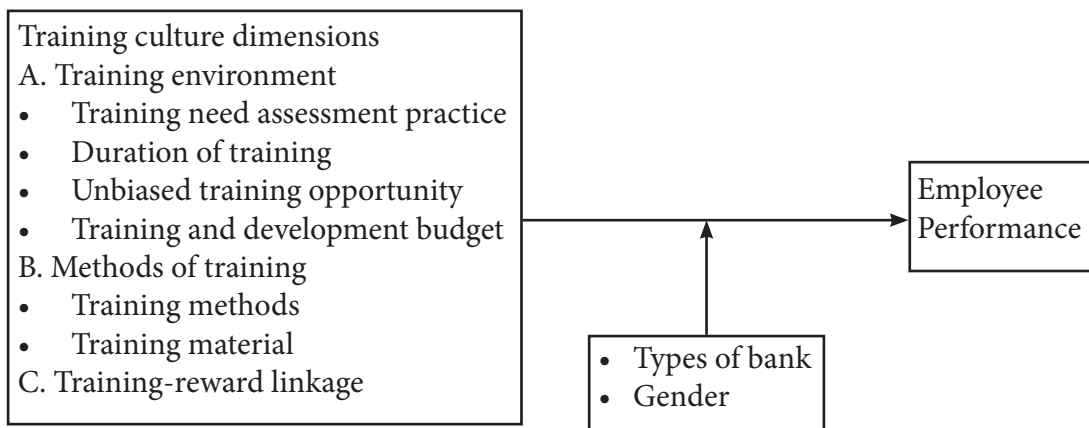 Training culture dimensions
A. Training environment
• Training need assessment practice
• Duration of training
• Unbiased training opportunity
• Training and development budget
B. Methods of training
• Training methods
• Training material
C. Training-reward linkage
Employee
Performance
• Types of bank
• Gender